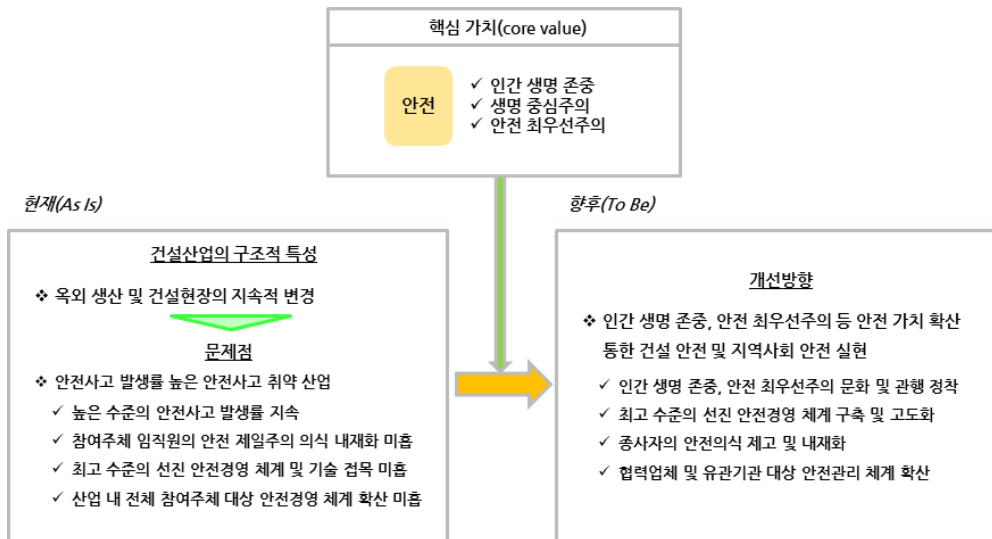 핵심 가치(core value)
안전
✓ 인간 생명 존중
✓ 생명 중심주의
✓ 안전 최우선주의
현재(As Is)
건설산업의 구조적 특성
❖ 옥외 생산 및 건설현장의 지속적 변경
문제점
❖ 안전사고 발생률 높은 안전사고 취약 산업
✓ 높은 수준의 안전사고 발생률 지속
✓ 참여주체 임직원의 안전 제일주의 의식 내재화 미흡
✓ 최고 수준의 선진 안전경영 체계 및 기술 접목 미흡
✓ 산업 내 전체 참여주체 대상 안전경영 체계 확산 미흡
향후(To Be)
개선방향
❖ 인간 생명 존중, 안전 최우선주의 등 안전 가치 확산
통한 건설 안전 및 지역사회 안전 실현
✓ 인간 생명 존중, 안전 최우선주의 문화 및 관행 정착
✓ 최고 수준의 선진 안전경영 체계 구축 및 고도화
✓ 종사자의 안전의식 제고 및 내재화
✓ 협력업체 및 유관기관 대상 안전관리 체계 확산